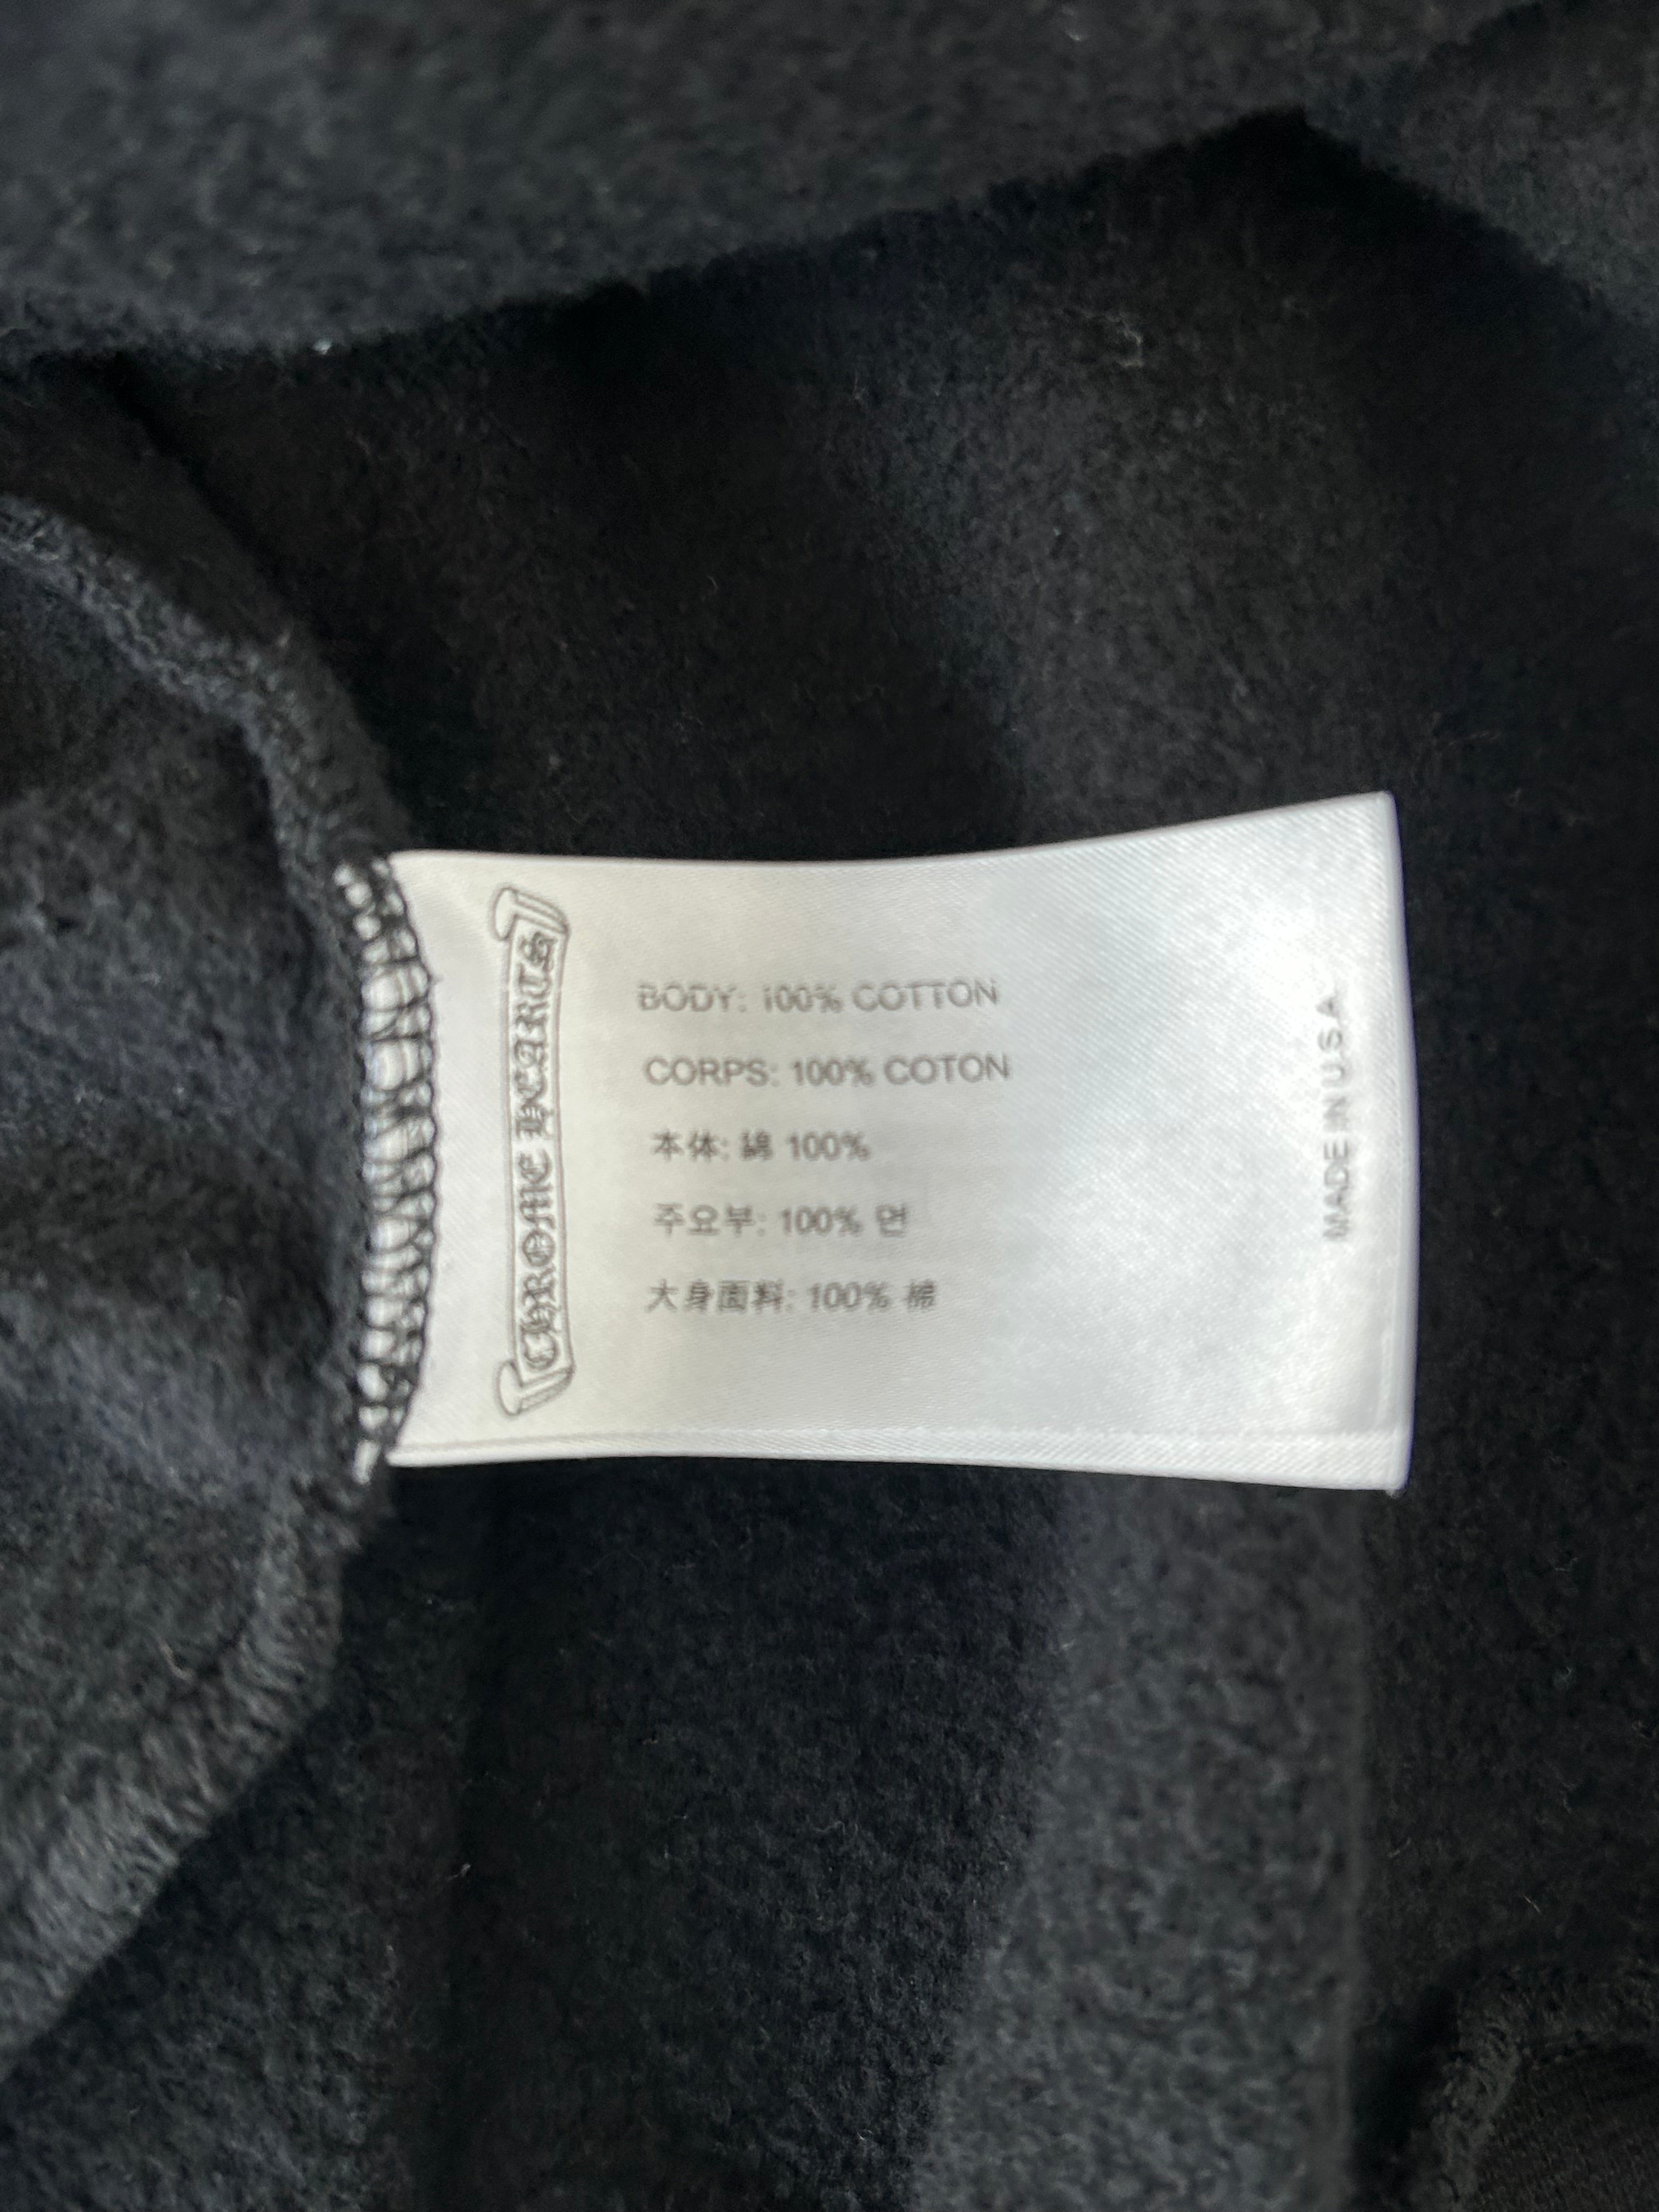 CHROME HEARTS
BODY: 100% COTTON
CORPS: 100% COTON
本体: 綿 100%
주요부: 100% 면
大身面料: 100% 棉
MADE IN U.S.A.